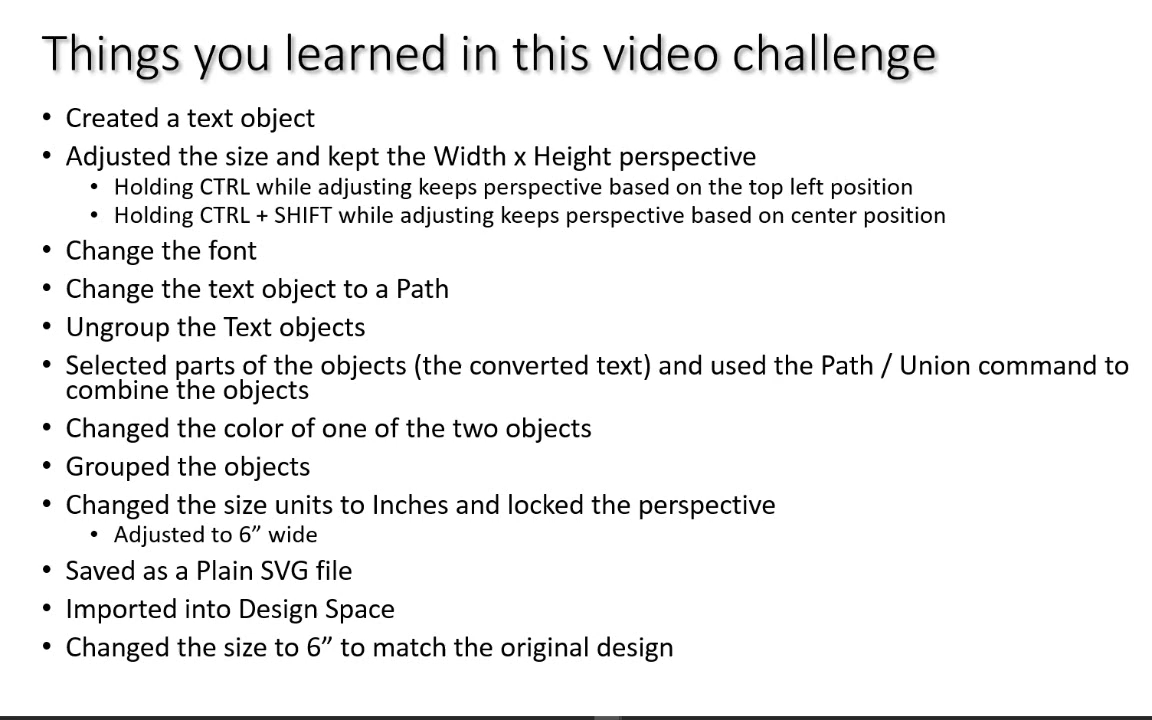 Things you learned in this video challenge
• Created a text object
• Adjusted the size and kept the Width x Height perspective
• Holding CTRL while adjusting keeps perspective based on the top left position
• Holding CTRL + SHIFT while adjusting keeps perspective based on center position
• Change the font
• Change the text object to a Path
• Ungroup the Text objects
• Selected parts of the objects (the converted text) and used the Path / Union command to
combine the objects
• Changed the color of one of the two objects
• Grouped the objects
• Changed the size units to Inches and locked the perspective
• Adjusted to 6” wide
• Saved as a Plain SVG file
• Imported into Design Space
• Changed the size to 6” to match the original design